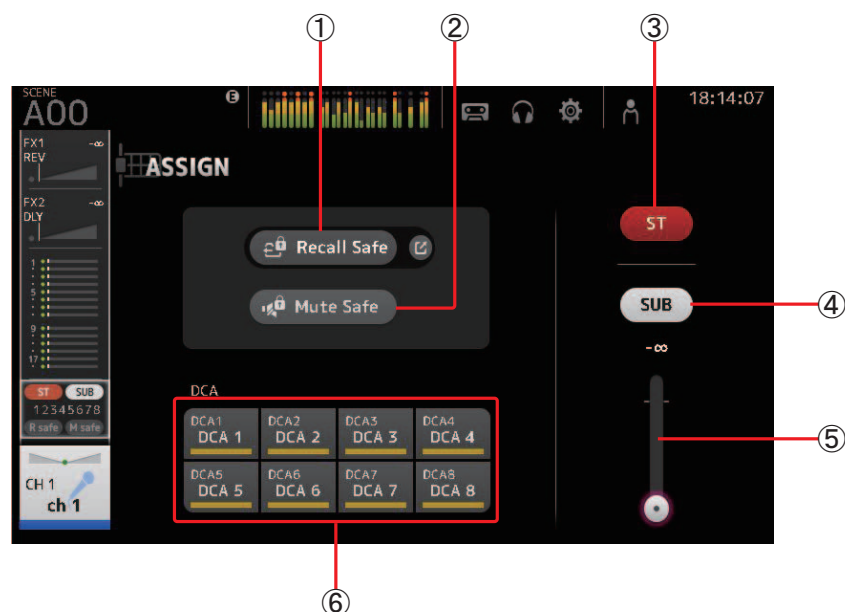 ① ② ③
SCENE
A00
E
18:14:07
FX1 -∞
REV
ASSIGN
FX2 -∞
DLY
ST
Recall Safe
1
5
9
17
Mute Safe
SUB
④
-∞
DCA
ST SUB
12345678
R safe M safe
DCA1 DCA2 DCA3 DCA4
DCA 1 DCA 2 DCA 3 DCA 4
⑤
DCA5 DCA6 DCA7 DCA8
DCA 5 DCA 6 DCA 7 DCA 8
CH 1
ch 1
⑥